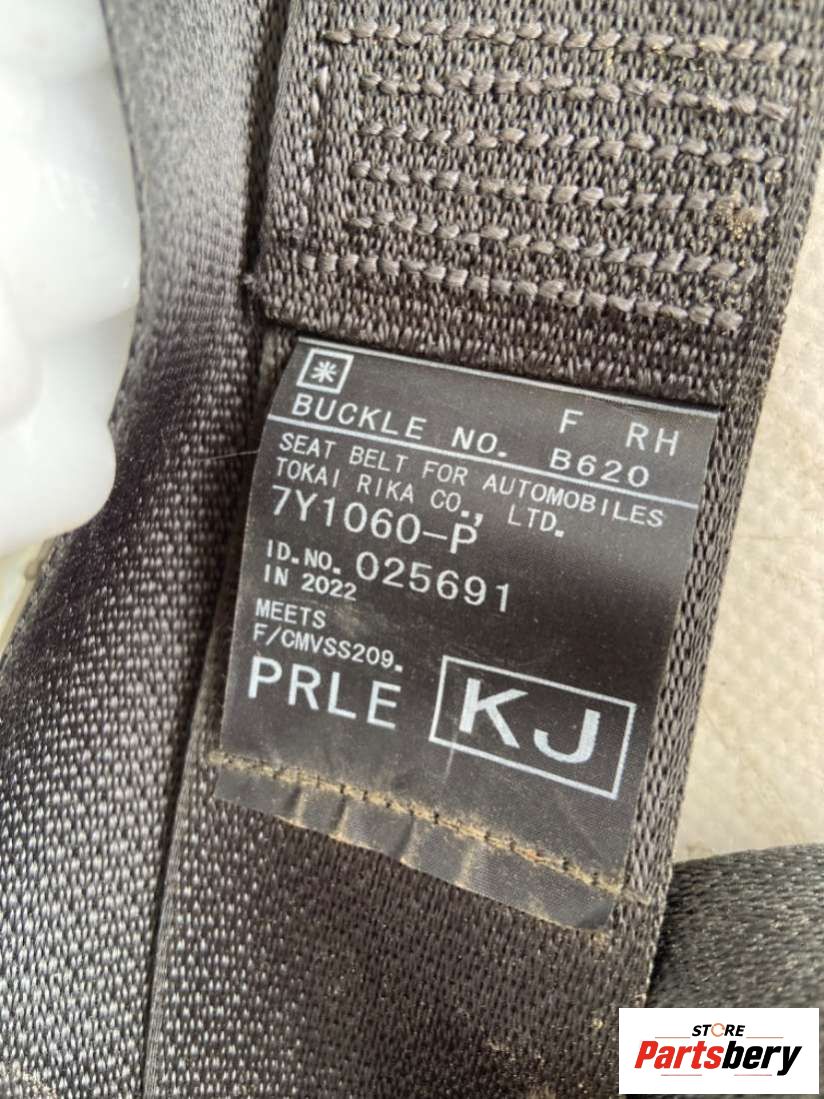 F RH
BUCKLE NO. B620
SEAT BELT FOR AUTOMOBILES
TOKAI RIKA CO., LTD.
7Y1060-P
ID.NO. 025691
IN 2022
MEETS
F/CMVSS209.
PRLE KJ
STORE
Partsbery